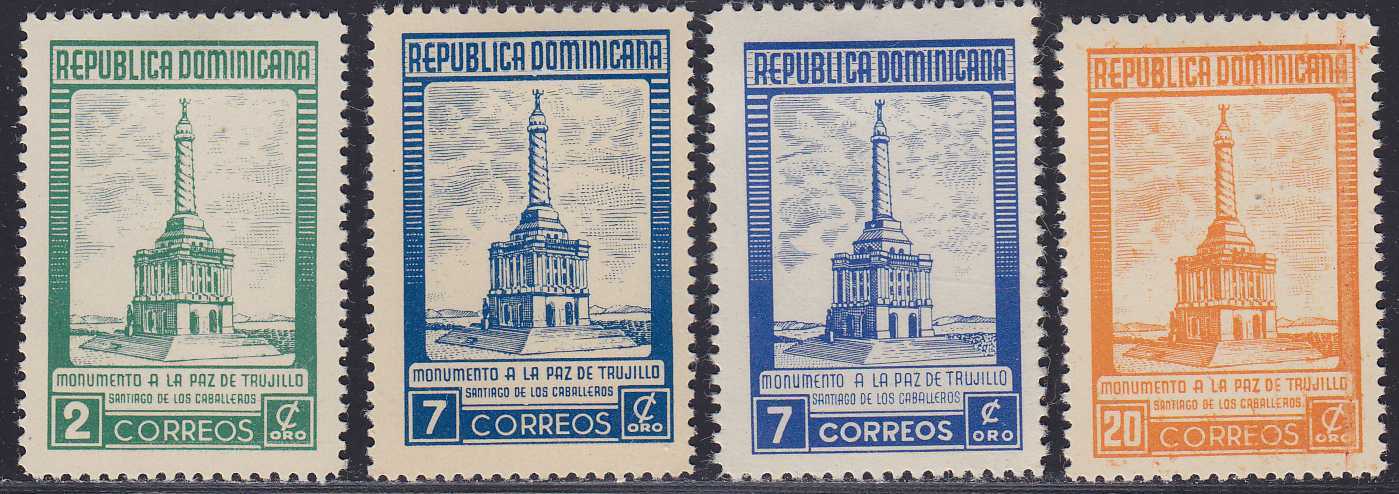 REPUBLICA DOMINICANA
MONUMENTO A LA PAZ DE TRUJILLO
SANTIAGO DE LOS CABALLEROS
2 CORREOS ₡ ORO
REPUBLICA DOMINICANA
MONUMENTO A LA PAZ DE TRUJILLO
SANTIAGO DE LOS CABALLEROS
7 CORREOS ₡ ORO
REPUBLICA DOMINICANA
MONUMENTO A LA PAZ DE TRUJILLO
SANTIAGO DE LOS CABALLEROS
7 CORREOS ₡ ORO
REPUBLICA DOMINICANA
MONUMENTO A LA PAZ DE TRUJILLO
SANTIAGO DE LOS CABALLEROS
20 CORREOS ₡ ORO